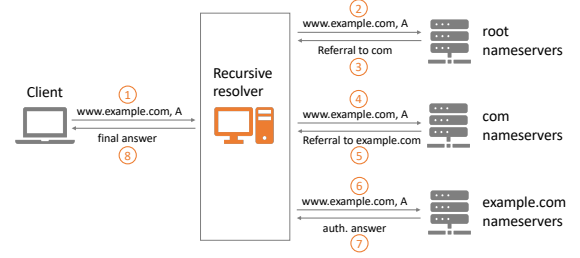 Client
1
www.example.com, A
final answer
8
Recursive
resolver
2
www.example.com, A
Referral to com
3
root
nameservers
4
www.example.com, A
Referral to example.com
5
com
nameservers
6
www.example.com, A
auth. answer
7
example.com
nameservers